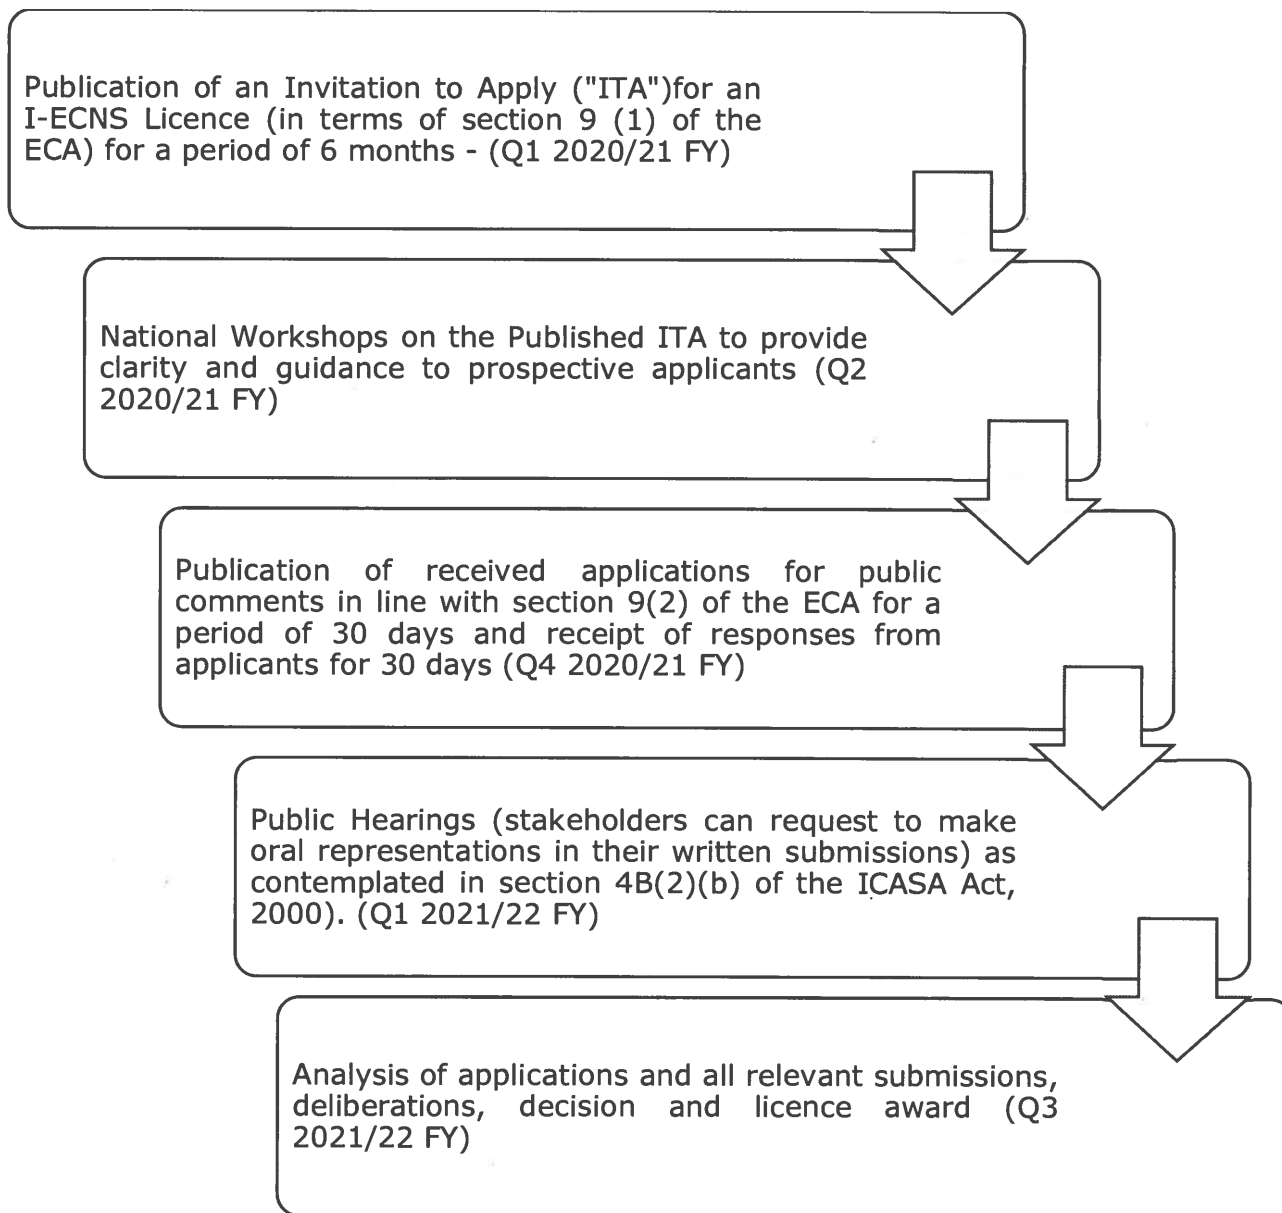 Publication of an Invitation to Apply ("ITA")for an
I-ECNS Licence (in terms of section 9 (1) of the
ECA) for a period of 6 months - (Q1 2020/21 FY)
National Workshops on the Published ITA to provide
clarity and guidance to prospective applicants (Q2
2020/21 FY)
Publication of received applications for public
comments in line with section 9(2) of the ECA for a
period of 30 days and receipt of responses from
applicants for 30 days (Q4 2020/21 FY)
Public Hearings (stakeholders can request to make
oral representations in their written submissions) as
contemplated in section 4B(2)(b) of the ICASA Act,
2000). (Q1 2021/22 FY)
Analysis of applications and all relevant submissions,
deliberations, decision and licence award (Q3
2021/22 FY)